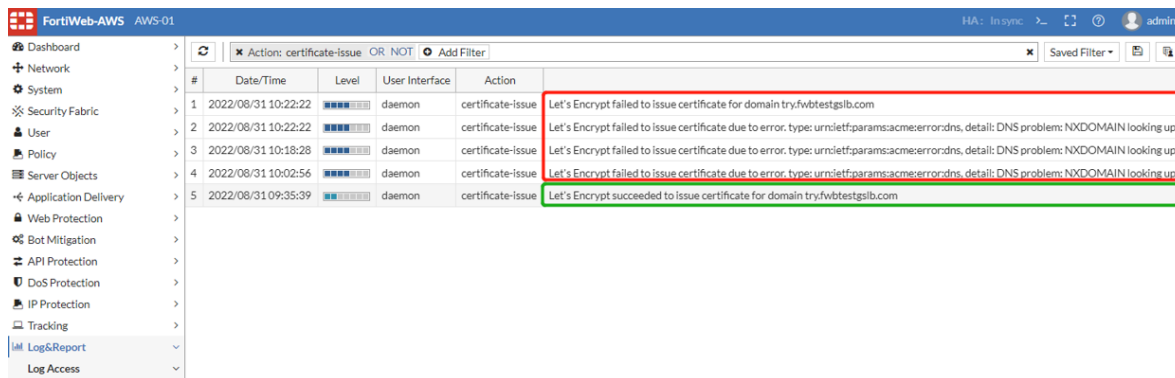 FortiWeb-AWS AWS-01 HA: In sync >_ admin
Dashboard
Network
System
Security Fabric
User
Policy
Server Objects
Application Delivery
Web Protection
Bot Mitigation
API Protection
DoS Protection
IP Protection
Tracking
Log&Report
Log Access
Action: certificate-issue OR NOT Add Filter Saved Filter
# Date/Time Level User Interface Action
1 2022/08/31 10:22:22 daemon certificate-issue Let's Encrypt failed to issue certificate for domain try.fwbtestgslb.com
2 2022/08/31 10:22:22 daemon certificate-issue Let's Encrypt failed to issue certificate due to error. type: urn:ietf:params:acme:error:dns, detail: DNS problem: NXDOMAIN looking up
3 2022/08/31 10:18:28 daemon certificate-issue Let's Encrypt failed to issue certificate due to error. type: urn:ietf:params:acme:error:dns, detail: DNS problem: NXDOMAIN looking up
4 2022/08/31 10:02:56 daemon certificate-issue Let's Encrypt failed to issue certificate due to error. type: urn:ietf:params:acme:error:dns, detail: DNS problem: NXDOMAIN looking up
5 2022/08/31 09:35:39 daemon certificate-issue Let's Encrypt succeeded to issue certificate for domain try.fwbtestgslb.com